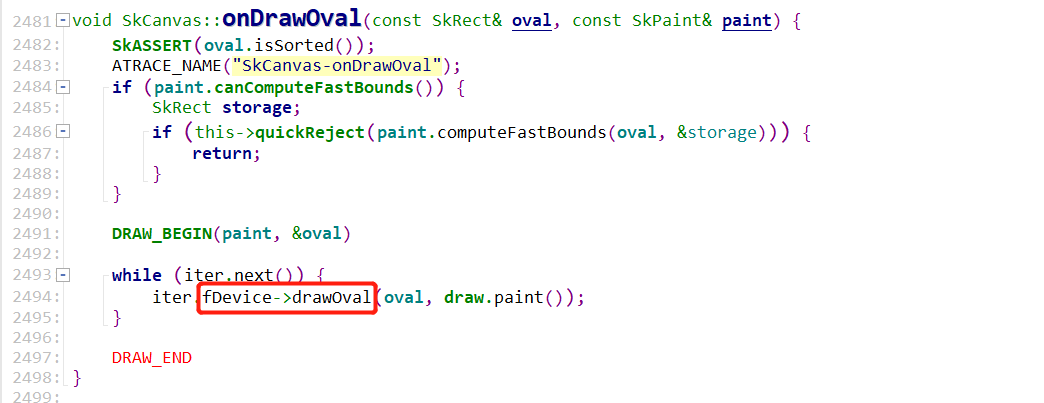 2481 void SkCanvas::onDrawOval(const SkRect& oval, const SkPaint& paint) {
2482: SkASSERT(oval.isSorted());
2483: ATRACE_NAME("SkCanvas-onDrawOval");
2484: if (paint.canComputeFastBounds()) {
2485: SkRect storage;
2486: if (this->quickReject(paint.computeFastBounds(oval, &storage))) {
2487: return;
2488: }
2489: }
2490:
2491: DRAW_BEGIN(paint, &oval)
2492:
2493: while (iter.next()) {
2494: iter.fDevice->drawOval(oval, draw.paint());
2495: }
2496:
2497: DRAW_END
2498: }
2499: